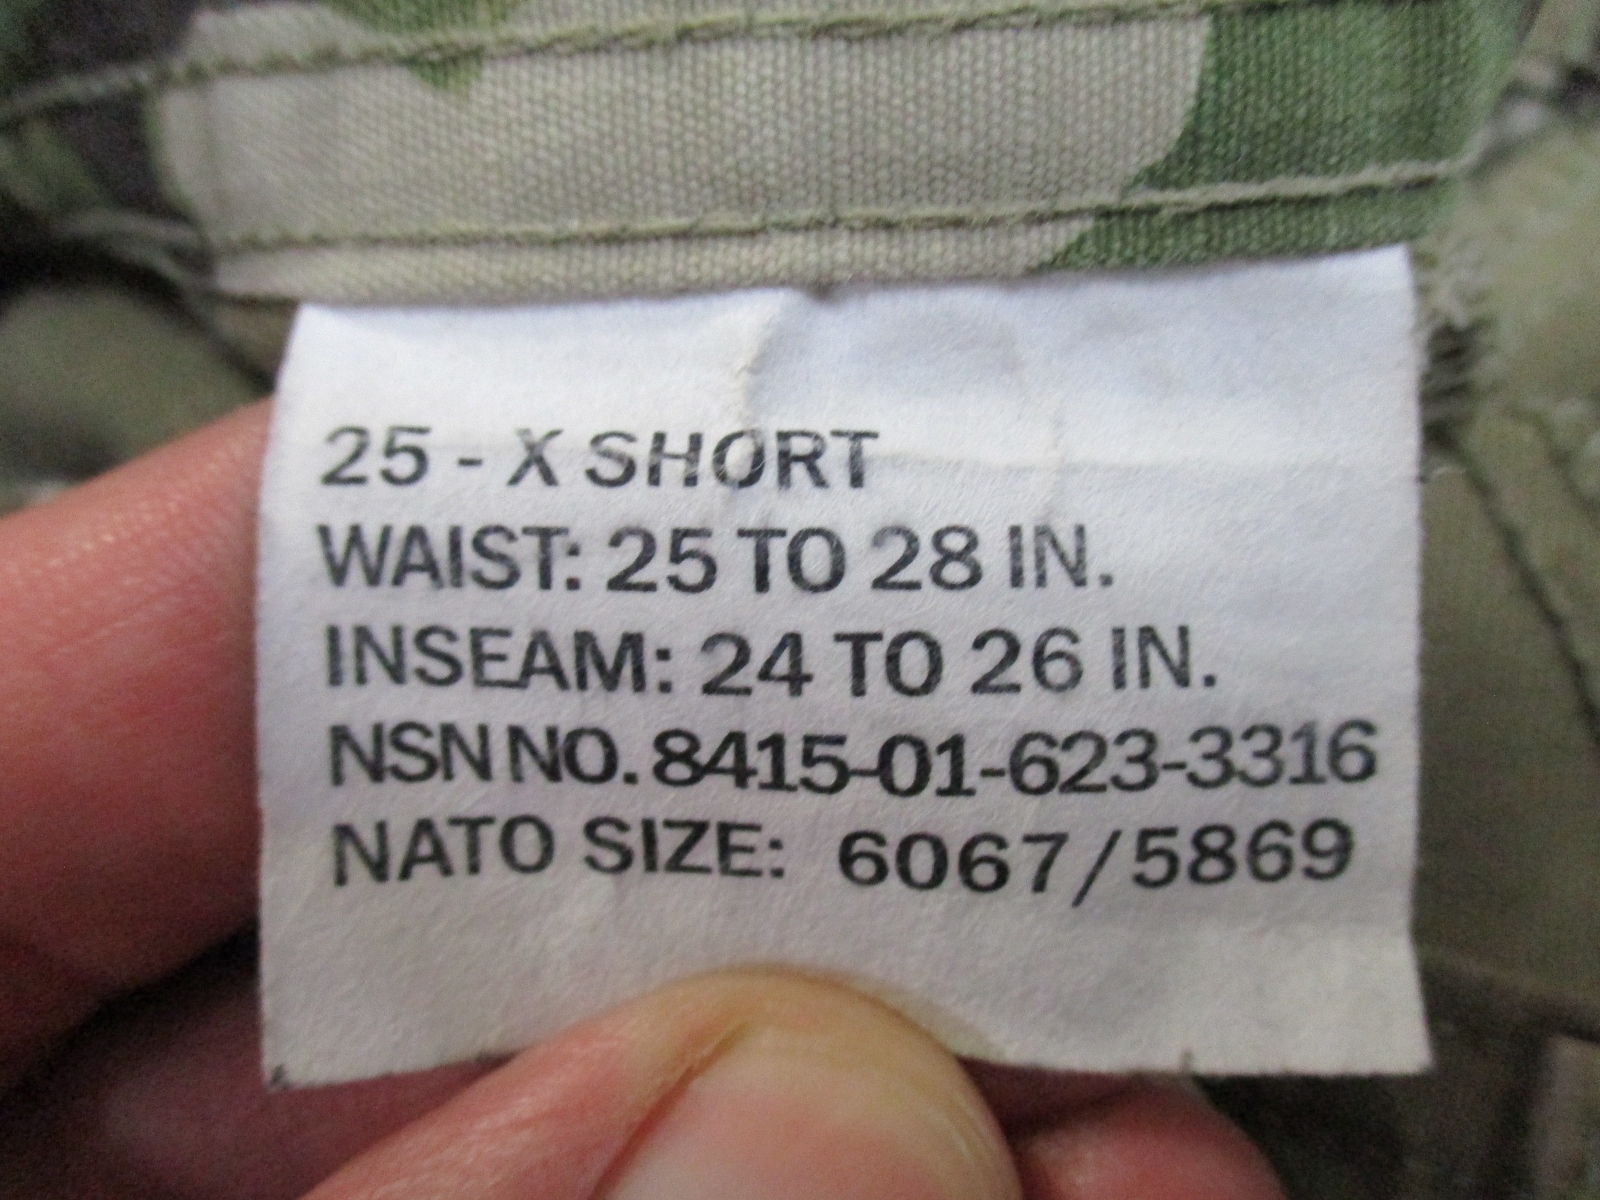 25 - X SHORT
WAIST: 25 TO 28 IN.
INSEAM: 24 TO 26 IN.
NSN NO. 8415-01-623-3316
NATO SIZE: 6067/5869